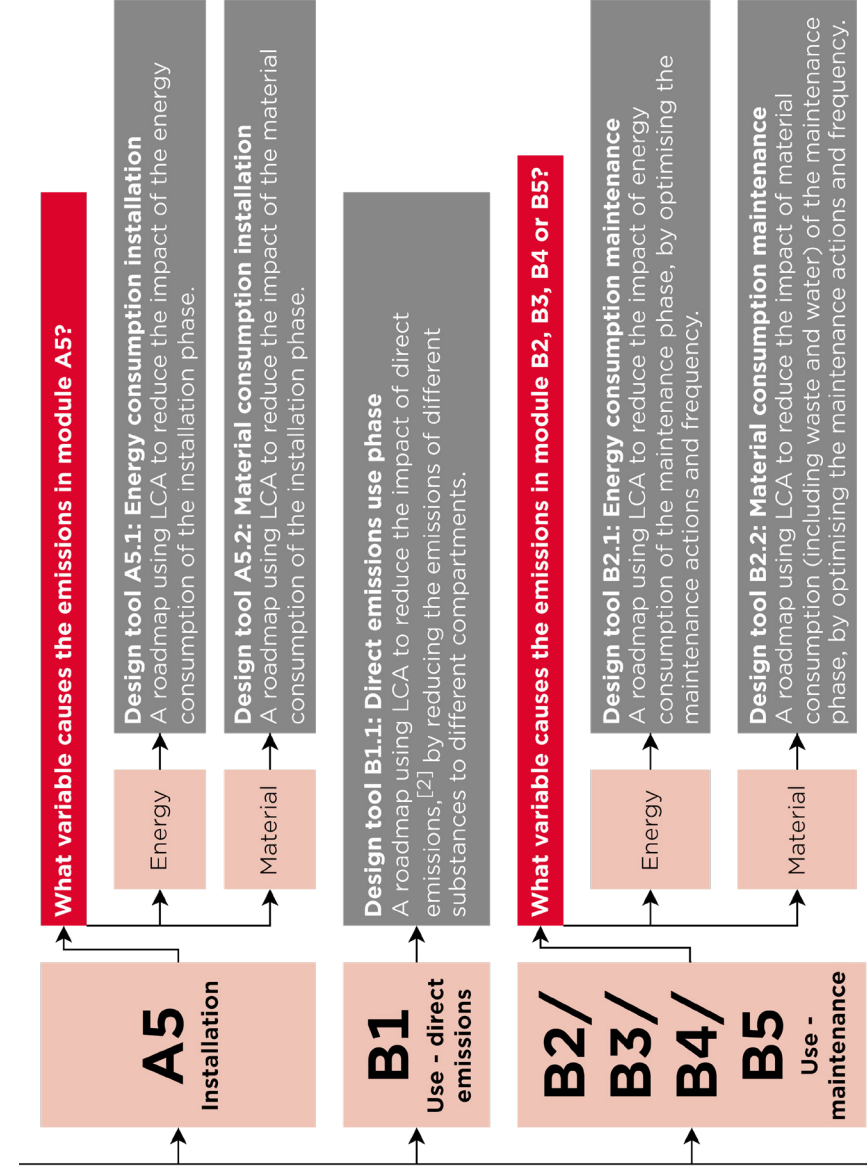 A5
Installation
What variable causes the emissions in module A5?
Energy
Design tool A5.1: Energy consumption installation
A roadmap using LCA to reduce the impact of the energy
consumption of the installation phase.
Material
Design tool A5.2: Material consumption installation
A roadmap using LCA to reduce the impact of the material
consumption of the installation phase.
B1
Use - direct
emissions
Design tool B1.1: Direct emissions use phase
A roadmap using LCA to reduce the impact of direct
emissions,[2] by reducing the emissions of different
substances to different compartments.
B2/
B3/
B4/
B5
Use -
maintenance
What variable causes the emissions in module B2, B3, B4 or B5?
Energy
Design tool B2.1: Energy consumption maintenance
A roadmap using LCA to reduce the impact of energy
consumption of the maintenance phase, by optimising the
maintenance actions and frequency.
Material
Design tool B2.2: Material consumption maintenance
A roadmap using LCA to reduce the impact of material
consumption (including waste and water) of the maintenance
phase, by optimising the maintenance actions and frequency.